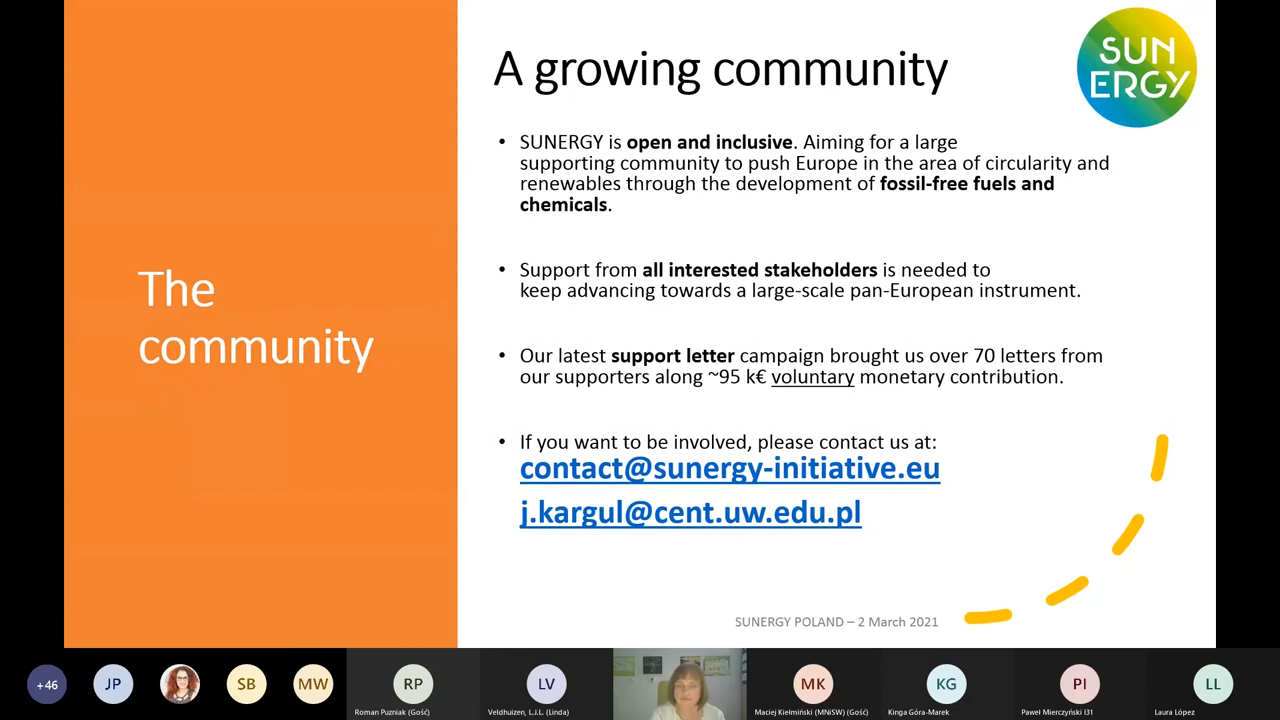 The
community
A growing community
SUN
ERGY
• SUNERGY is open and inclusive. Aiming for a large
supporting community to push Europe in the area of circularity and
renewables through the development of fossil-free fuels and
chemicals.
• Support from all interested stakeholders is needed to
keep advancing towards a large-scale pan-European instrument.
• Our latest support letter campaign brought us over 70 letters from
our supporters along ~95 k€ voluntary monetary contribution.
• If you want to be involved, please contact us at:
contact@sunergy-initiative.eu
j.kargul@cent.uw.edu.pl
SUNERGY POLAND – 2 March 2021
+46
JP
SB
MW
RP
Roman Puzniak (Gość)
LV
Veldhuizen, L.J.L. (Linda)
MK
Maciej Kiełmiński (MNiSW) (Gość)
KG
Kinga Góra-Marek
PI
Paweł Mierczyński I31
LL
Laura López